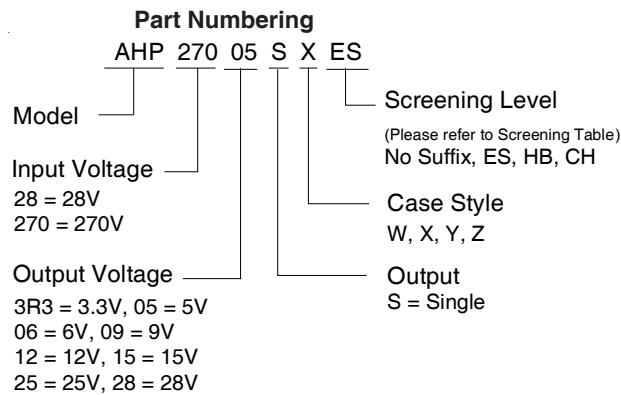 Part Numbering
AHP 270 05 S X ES
Model
Input Voltage
28 = 28V
270 = 270V
Output Voltage
3R3 = 3.3V, 05 = 5V
06 = 6V, 09 = 9V
12 = 12V, 15 = 15V
25 = 25V, 28 = 28V
Screening Level
(Please refer to Screening Table)
No Suffix, ES, HB, CH
Case Style
W, X, Y, Z
Output
S = Single